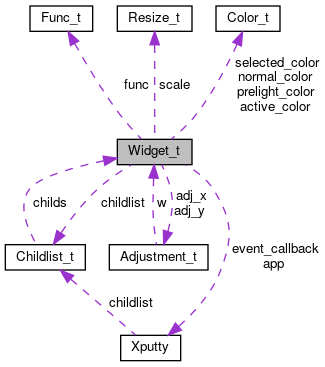 Func_t Resize_t Color_t
selected_color
func scale normal_color
prelight_color
active_color
Widget_t
childs childlist w adj_x
adj_y
Childlist_t Adjustment_t event_callback
app
childlist
Xputty